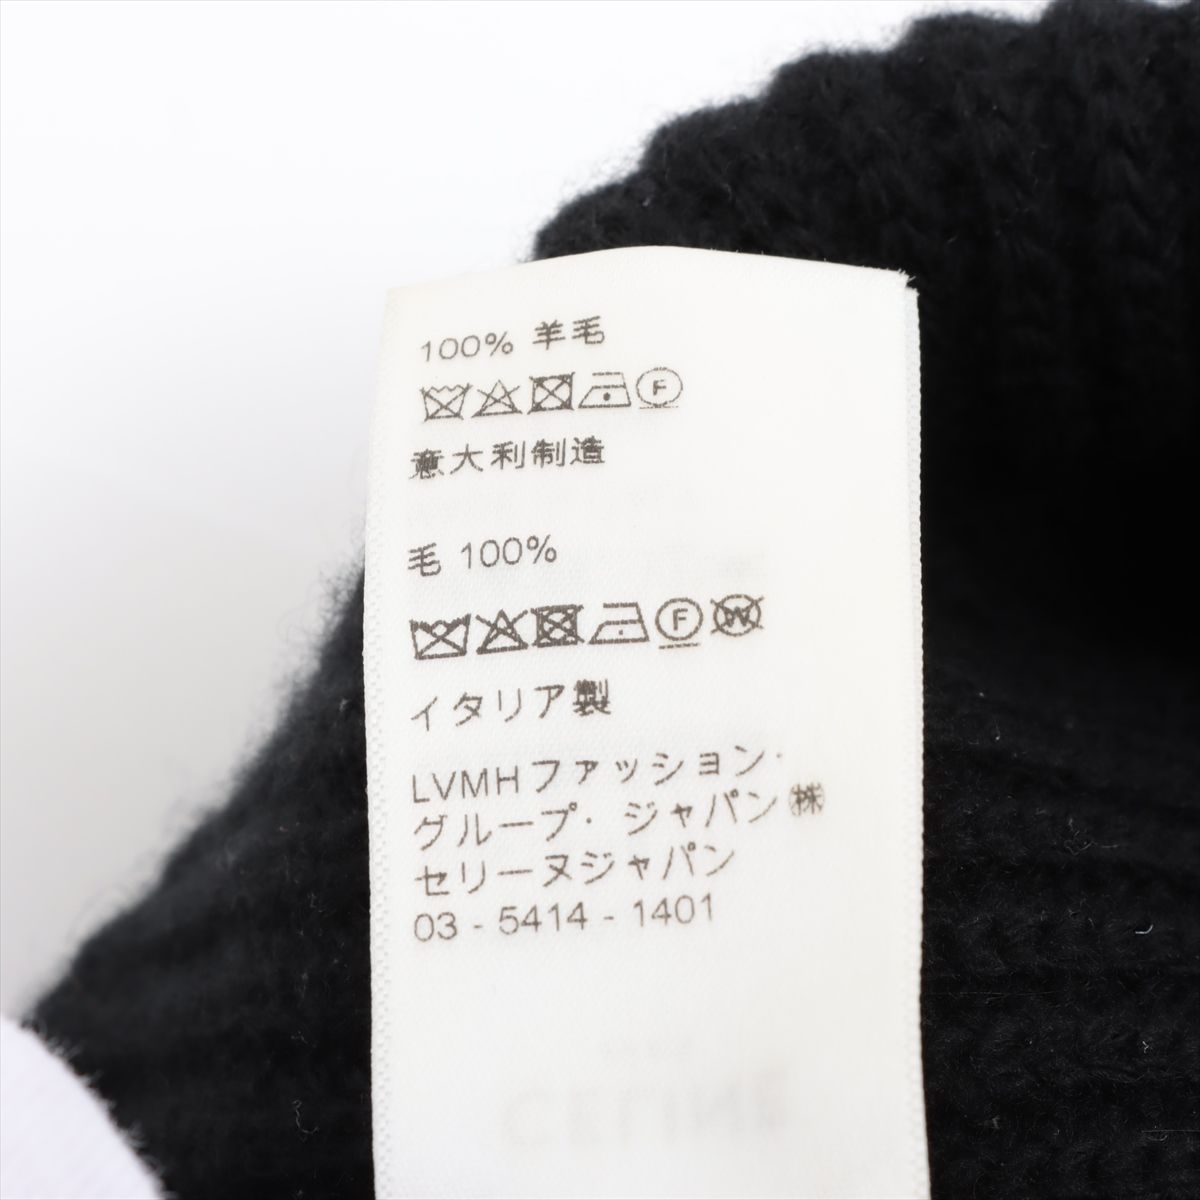 100% 羊毛
F
意大利制造
毛 100%
F W
イタリア製
LVMHファッション・
グループ・ジャパン㈱
セリーヌジャパン
03 - 5414 - 1401